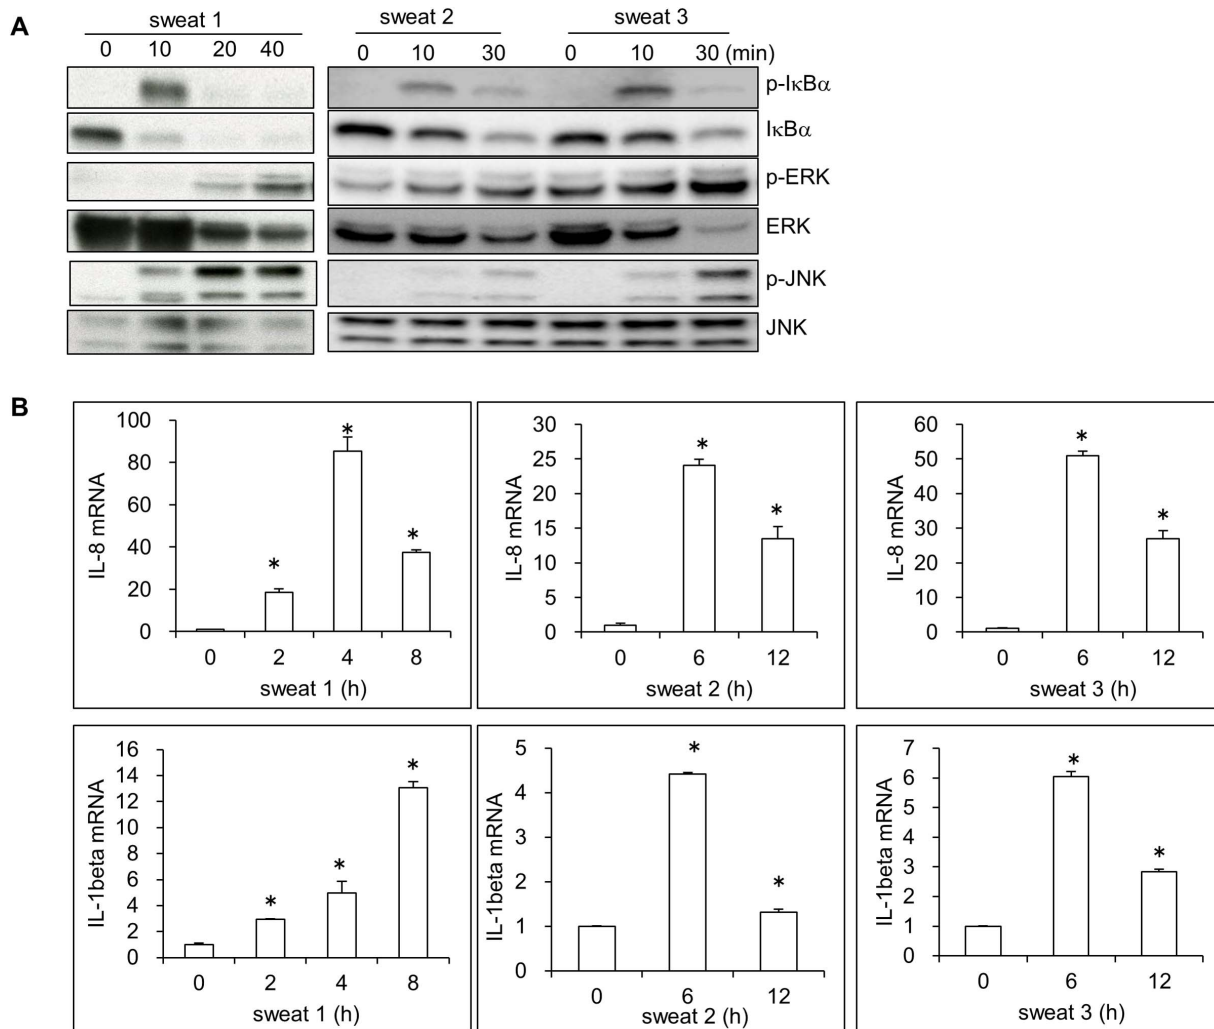 A
sweat 1
sweat 2
sweat 3
0 10 20 40
0 10 30 0 10 30 (min)
p-IκBα
IκBα
p-ERK
ERK
p-JNK
JNK
B
IL-8 mRNA
100
80
60
40
20
0
*
*
*
0 2 4 8
sweat 1 (h)
IL-8 mRNA
30
25
20
15
10
5
0
*
*
0 6 12
sweat 2 (h)
IL-8 mRNA
60
50
40
30
20
10
0
*
*
0 6 12
sweat 3 (h)
IL-1beta mRNA
16
14
12
10
8
6
4
2
0
*
*
*
0 2 4 8
sweat 1 (h)
IL-1beta mRNA
5
4
3
2
1
0
*
*
0 6 12
sweat 2 (h)
IL-1beta mRNA
7
6
5
4
3
2
1
0
*
*
0 6 12
sweat 3 (h)